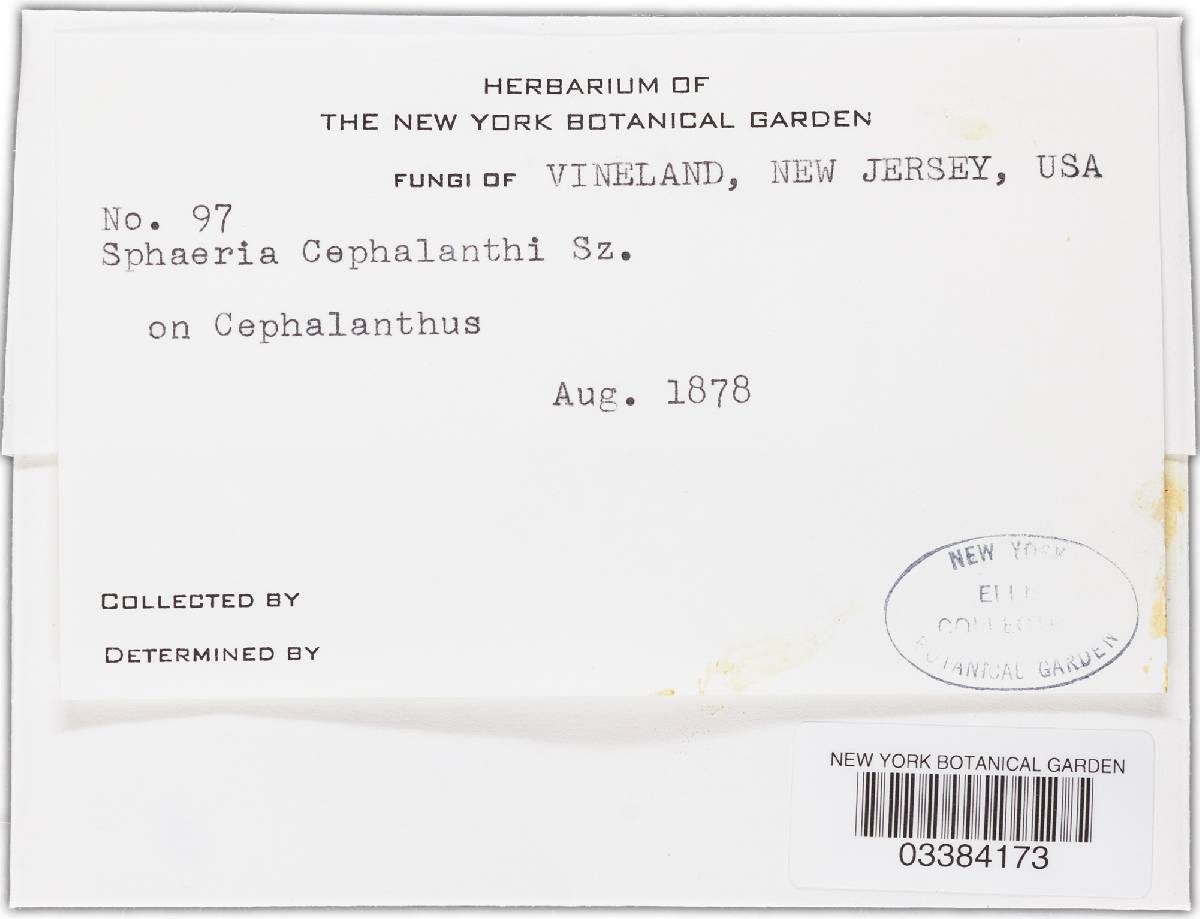 HERBARIUM OF
THE NEW YORK BOTANICAL GARDEN
FUNGI OF VINELAND, NEW JERSEY, USA
No. 97
Sphaeria Cephalanthi Sz.
on Cephalanthus
Aug. 1878
COLLECTED BY
DETERMINED BY
NEW YORK
BOTANICAL GARDEN
NEW YORK BOTANICAL GARDEN
03384173